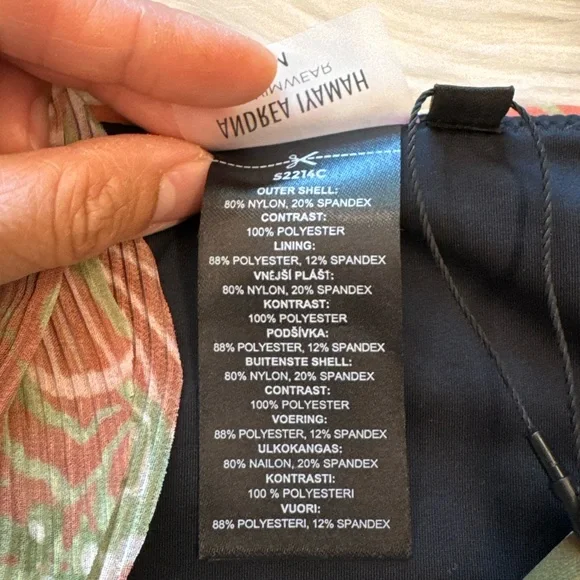 ANDREA IYAMAH
S2214C
OUTER SHELL:
80% NYLON, 20% SPANDEX
CONTRAST:
100% POLYESTER
LINING:
88% POLYESTER, 12% SPANDEX
VNĚJŠÍ PLÁŠT:
80% NYLON, 20% SPANDEX
KONTRAST:
100% POLYESTER
PODŠÍVKA:
88% POLYESTER, 12% SPANDEX
BUITENSTE SHELL:
80% NYLON, 20% SPANDEX
CONTRAST:
100% POLYESTER
VOERING:
88% POLYESTER, 12% SPANDEX
ULKOKANGAS:
80% NAILON, 20% SPANDEX
KONTRASTI:
100 % POLYESTERI
VUORI:
88% POLYESTERI, 12% SPANDEX